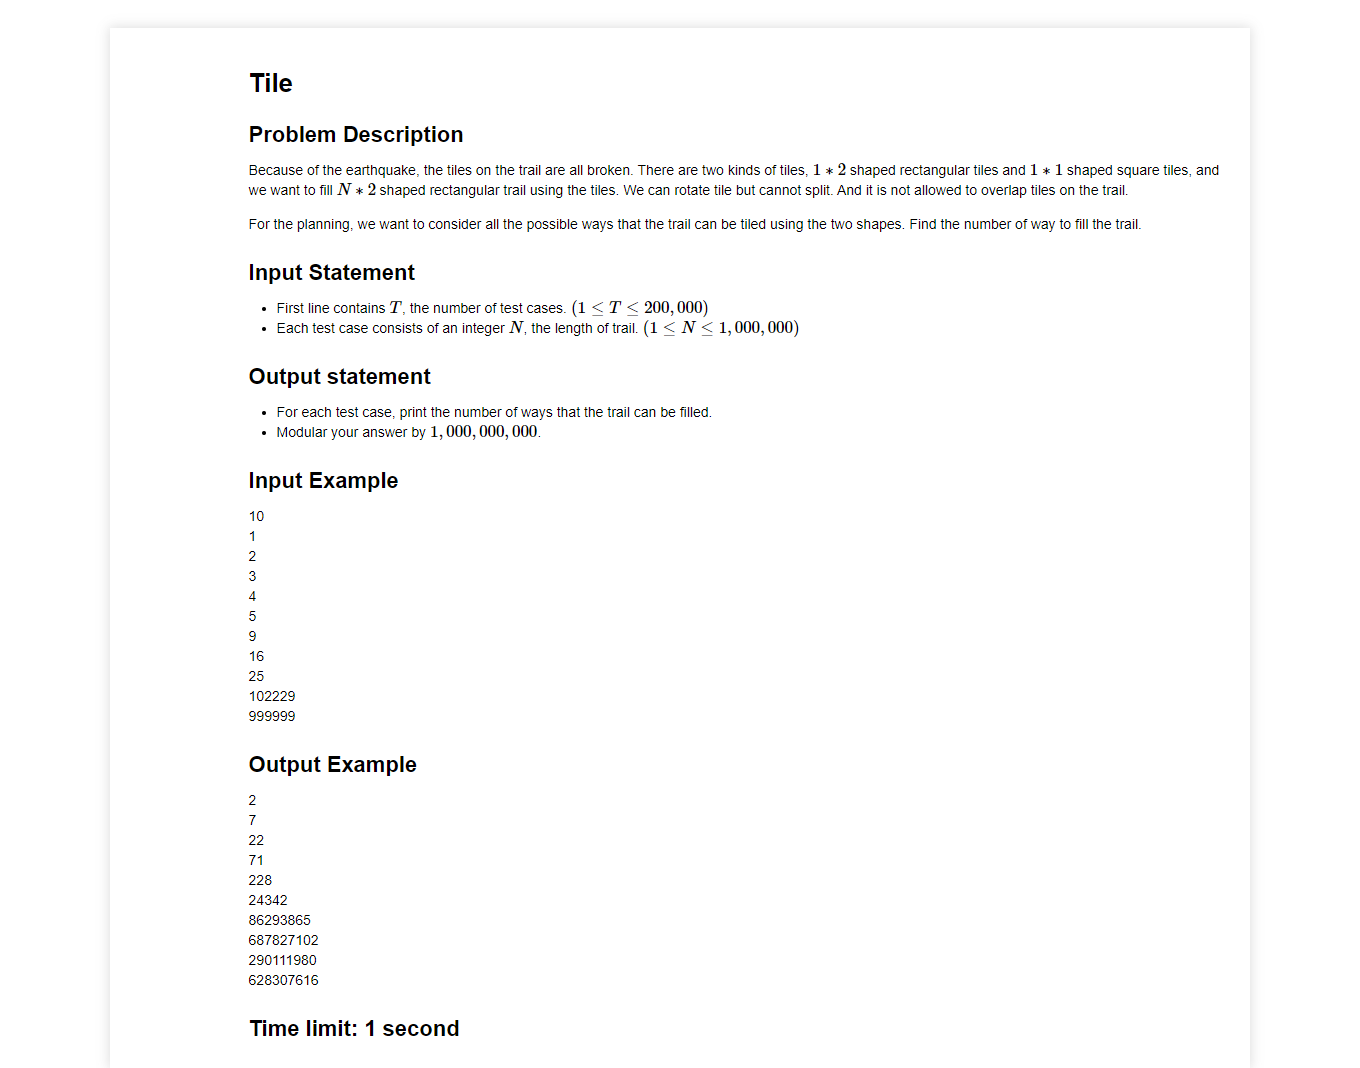 Tile
Problem Description
Because of the earthquake, the tiles on the trail are all broken. There are two kinds of tiles, 1 ∗ 2 shaped rectangular tiles and 1 ∗ 1 shaped square tiles, and
we want to fill N ∗ 2 shaped rectangular trail using the tiles. We can rotate tile but cannot split. And it is not allowed to overlap tiles on the trail.
For the planning, we want to consider all the possible ways that the trail can be tiled using the two shapes. Find the number of way to fill the trail.
Input Statement
• First line contains T, the number of test cases. (1 ≤ T ≤ 200,000)
• Each test case consists of an integer N, the length of trail. (1 ≤ N ≤ 1,000,000)
Output statement
• For each test case, print the number of ways that the trail can be filled.
• Modular your answer by 1,000,000,000.
Input Example
10
1
2
3
4
5
9
16
25
102229
999999
Output Example
2
7
22
71
228
24342
86293865
687827102
290111980
628307616
Time limit: 1 second